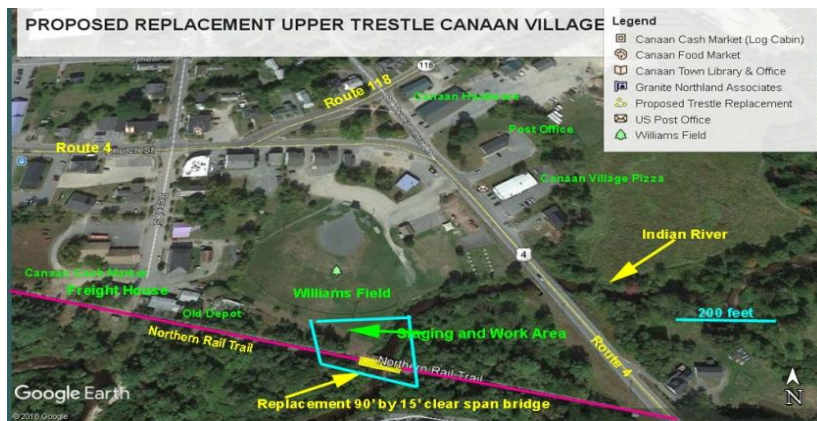 PROPOSED REPLACEMENT UPPER TRESTLE CANAAN VILLAGE
Legend
Canaan Cash Market (Log Cabin)
Canaan Food Market
Canaan Town Library & Office
Granite Northland Associates
Proposed Trestle Replacement
US Post Office
Williams Field
118
Route 118
Canaan Hardware
Post Office
Route 4
Church St
Canaan Village Pizza
Indian River
4
Canaan Cash Market
Freight House
Williams Field
Old Depot
200 feet
Staging and Work Area
Northern Rail Trail
Northern Rail Trail
Route 4
Replacement 90' by 15' clear span bridge
Google Earth
© 2018 Google
N